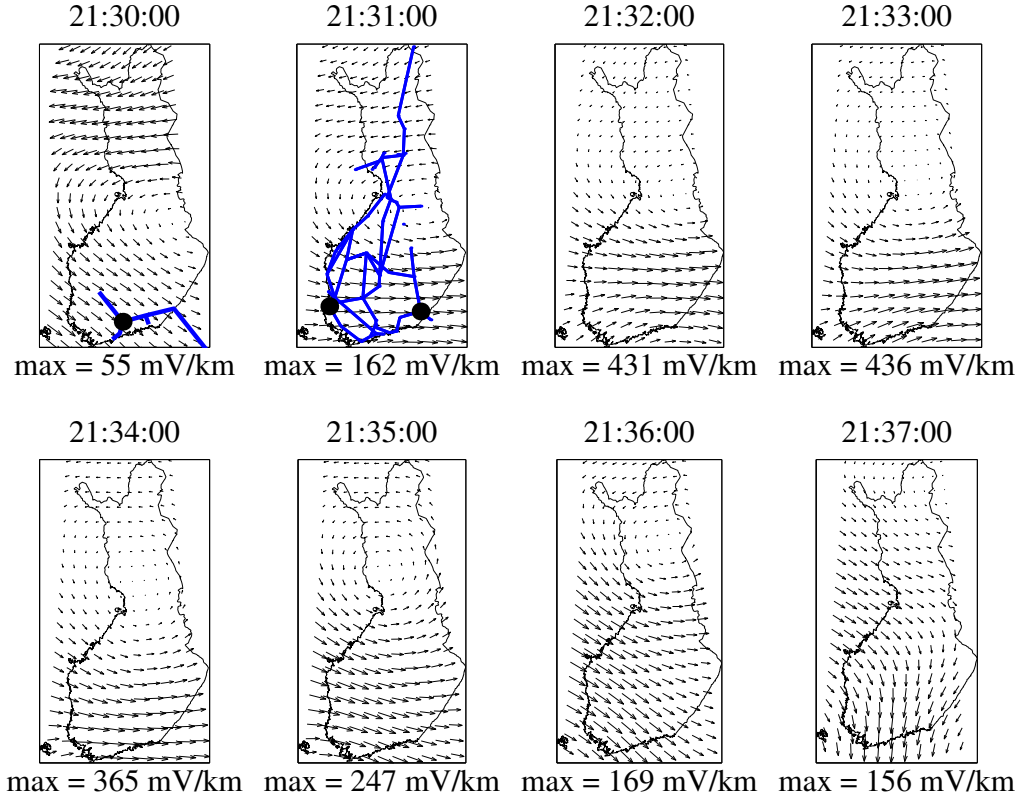 21:30:00 21:31:00 21:32:00 21:33:00
max = 55 mV/km max = 162 mV/km max = 431 mV/km max = 436 mV/km
21:34:00 21:35:00 21:36:00 21:37:00
max = 365 mV/km max = 247 mV/km max = 169 mV/km max = 156 mV/km